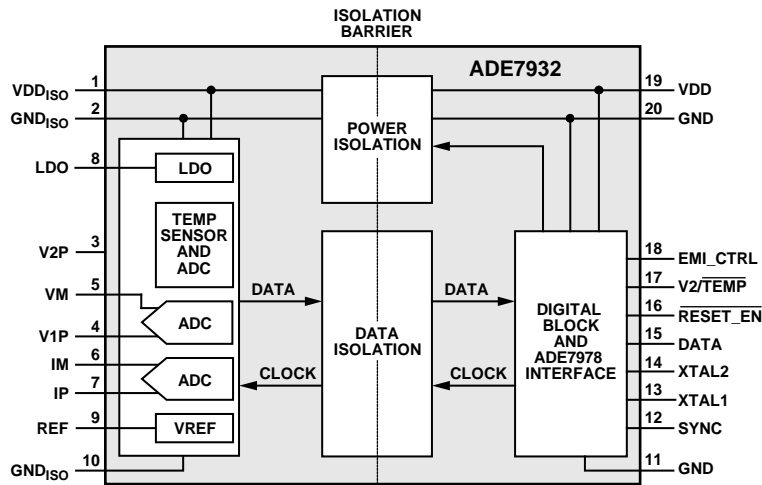 ISOLATION
BARRIER
ADE7932
1
VDDISO
2
GNDISO
8
LDO
3
V2P
5
VM
4
V1P
6
IM
7
IP
9
REF
10
GNDISO
LDO
TEMP
SENSOR
AND
ADC
ADC
ADC
VREF
POWER
ISOLATION
DATA
DATA
DATA
ISOLATION
CLOCK
CLOCK
DIGITAL
BLOCK
AND
ADE7978
INTERFACE
19
VDD
20
GND
18
EMI_CTRL
17
V2/TEMP
16
RESET_EN
15
DATA
14
XTAL2
13
XTAL1
12
SYNC
11
GND